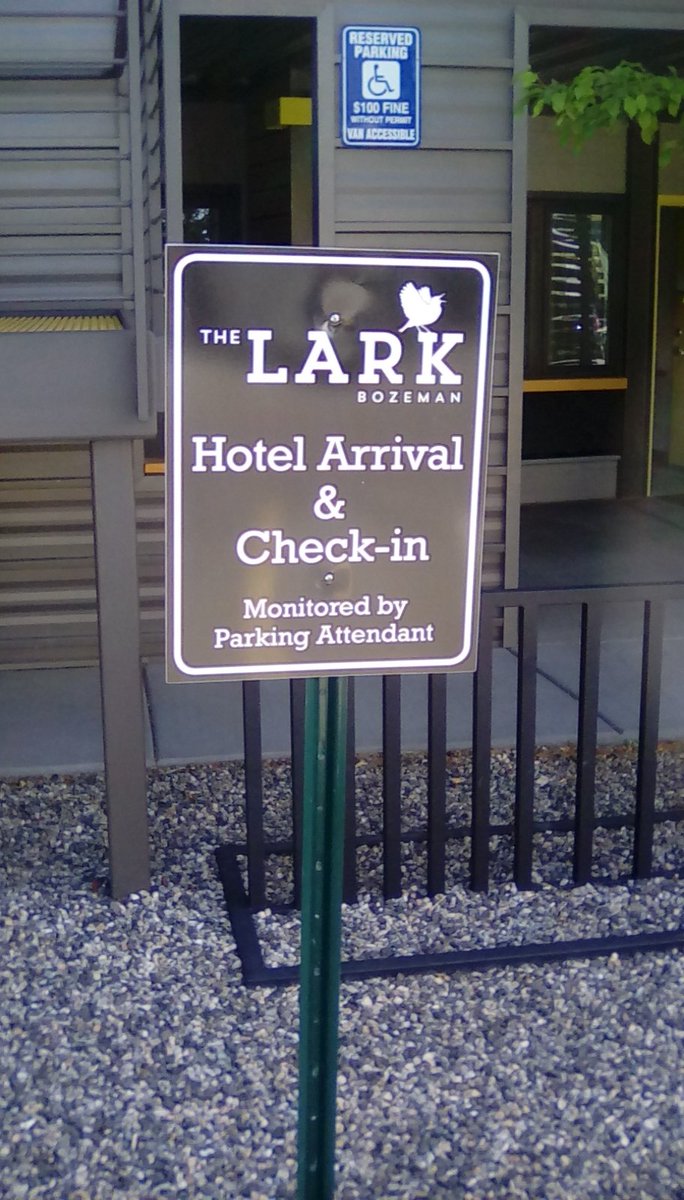 RESERVED
PARKING
$100 FINE
WITHOUT PERMIT
VAN ACCESSIBLE
THE LARK
BOZEMAN
Hotel Arrival
&
Check-in
Monitored by
Parking Attendant